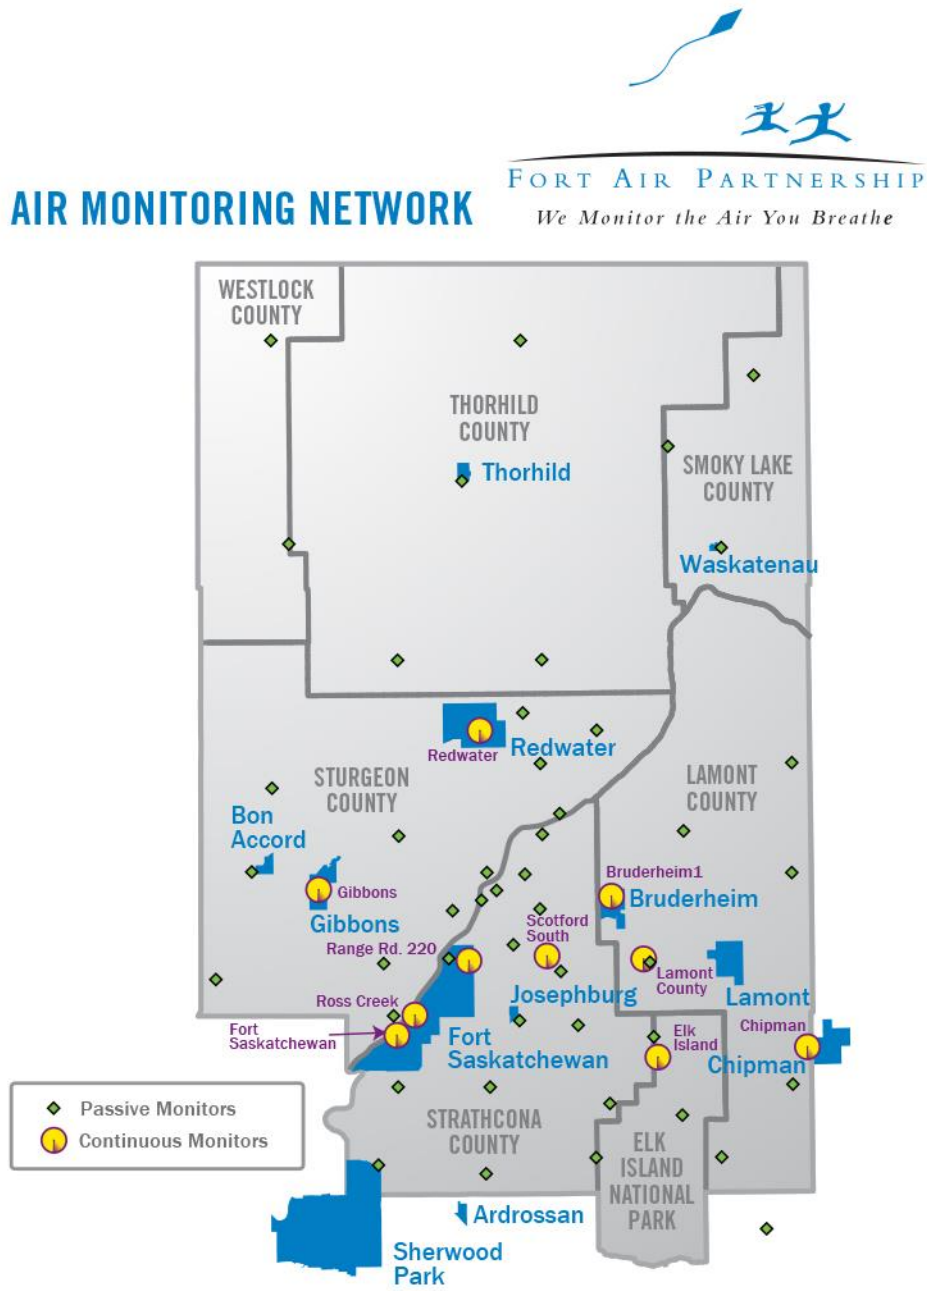 FORT AIR PARTNERSHIP
We Monitor the Air You Breathe
AIR MONITORING NETWORK
WESTLOCK
COUNTY
THORHILD
COUNTY
Thorhild
SMOKY LAKE
COUNTY
Waskatenau
Redwater
Redwater
STURGEON
COUNTY
LAMONT
COUNTY
Bon
Accord
Gibbons
Gibbons
Bruderheim1
Bruderheim
Scotford
South
Range Rd. 220
Lamont
County
Lamont
Josephburg
Ross Creek
Fort
Saskatchewan
Fort
Saskatchewan
Elk
Island
Chipman
Chipman
Passive Monitors
Continuous Monitors
STRATHCONA
COUNTY
ELK
ISLAND
NATIONAL
PARK
Ardrossan
Sherwood
Park